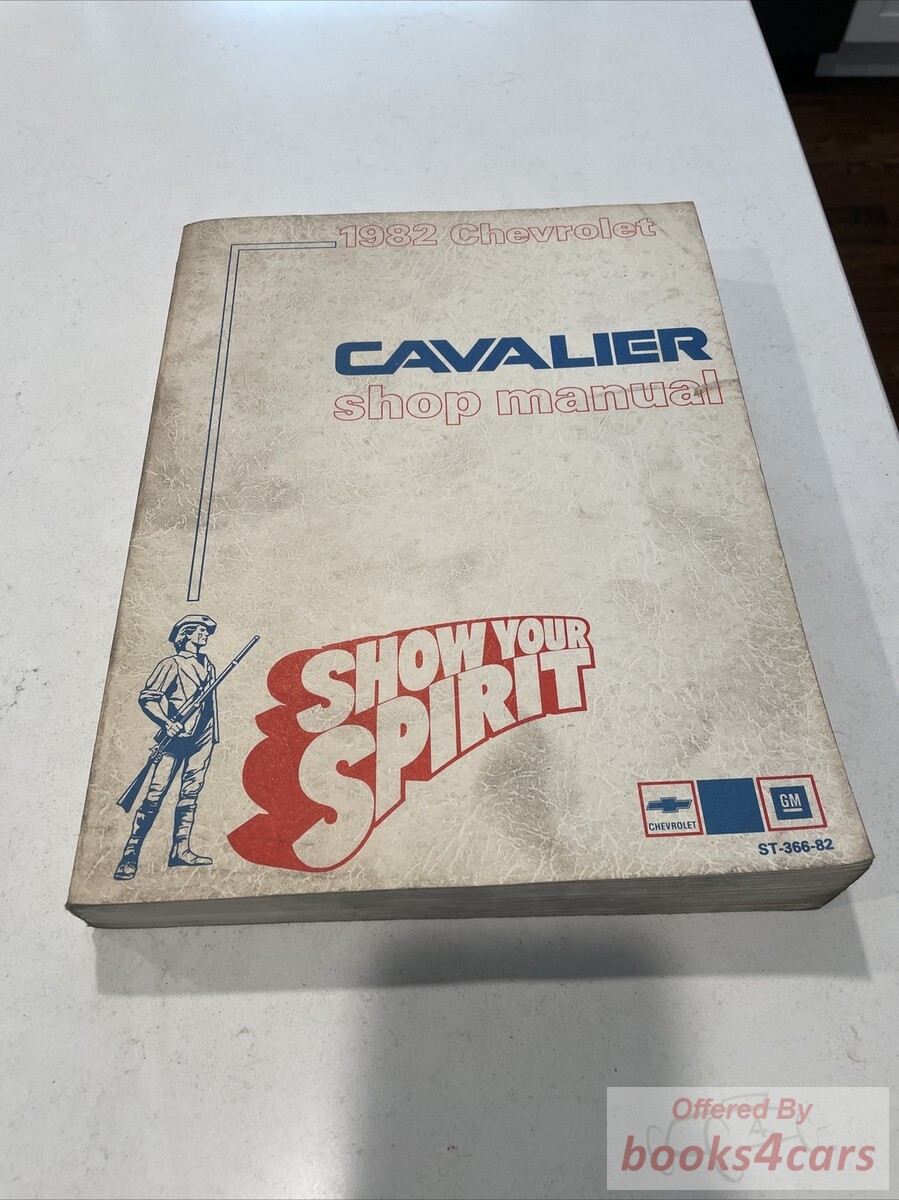 1982 Chevrolet
CAVALIER
shop manual
SHOW YOUR
SPIRIT
CHEVROLET
GM
ST-366-82
Offered By
books4cars